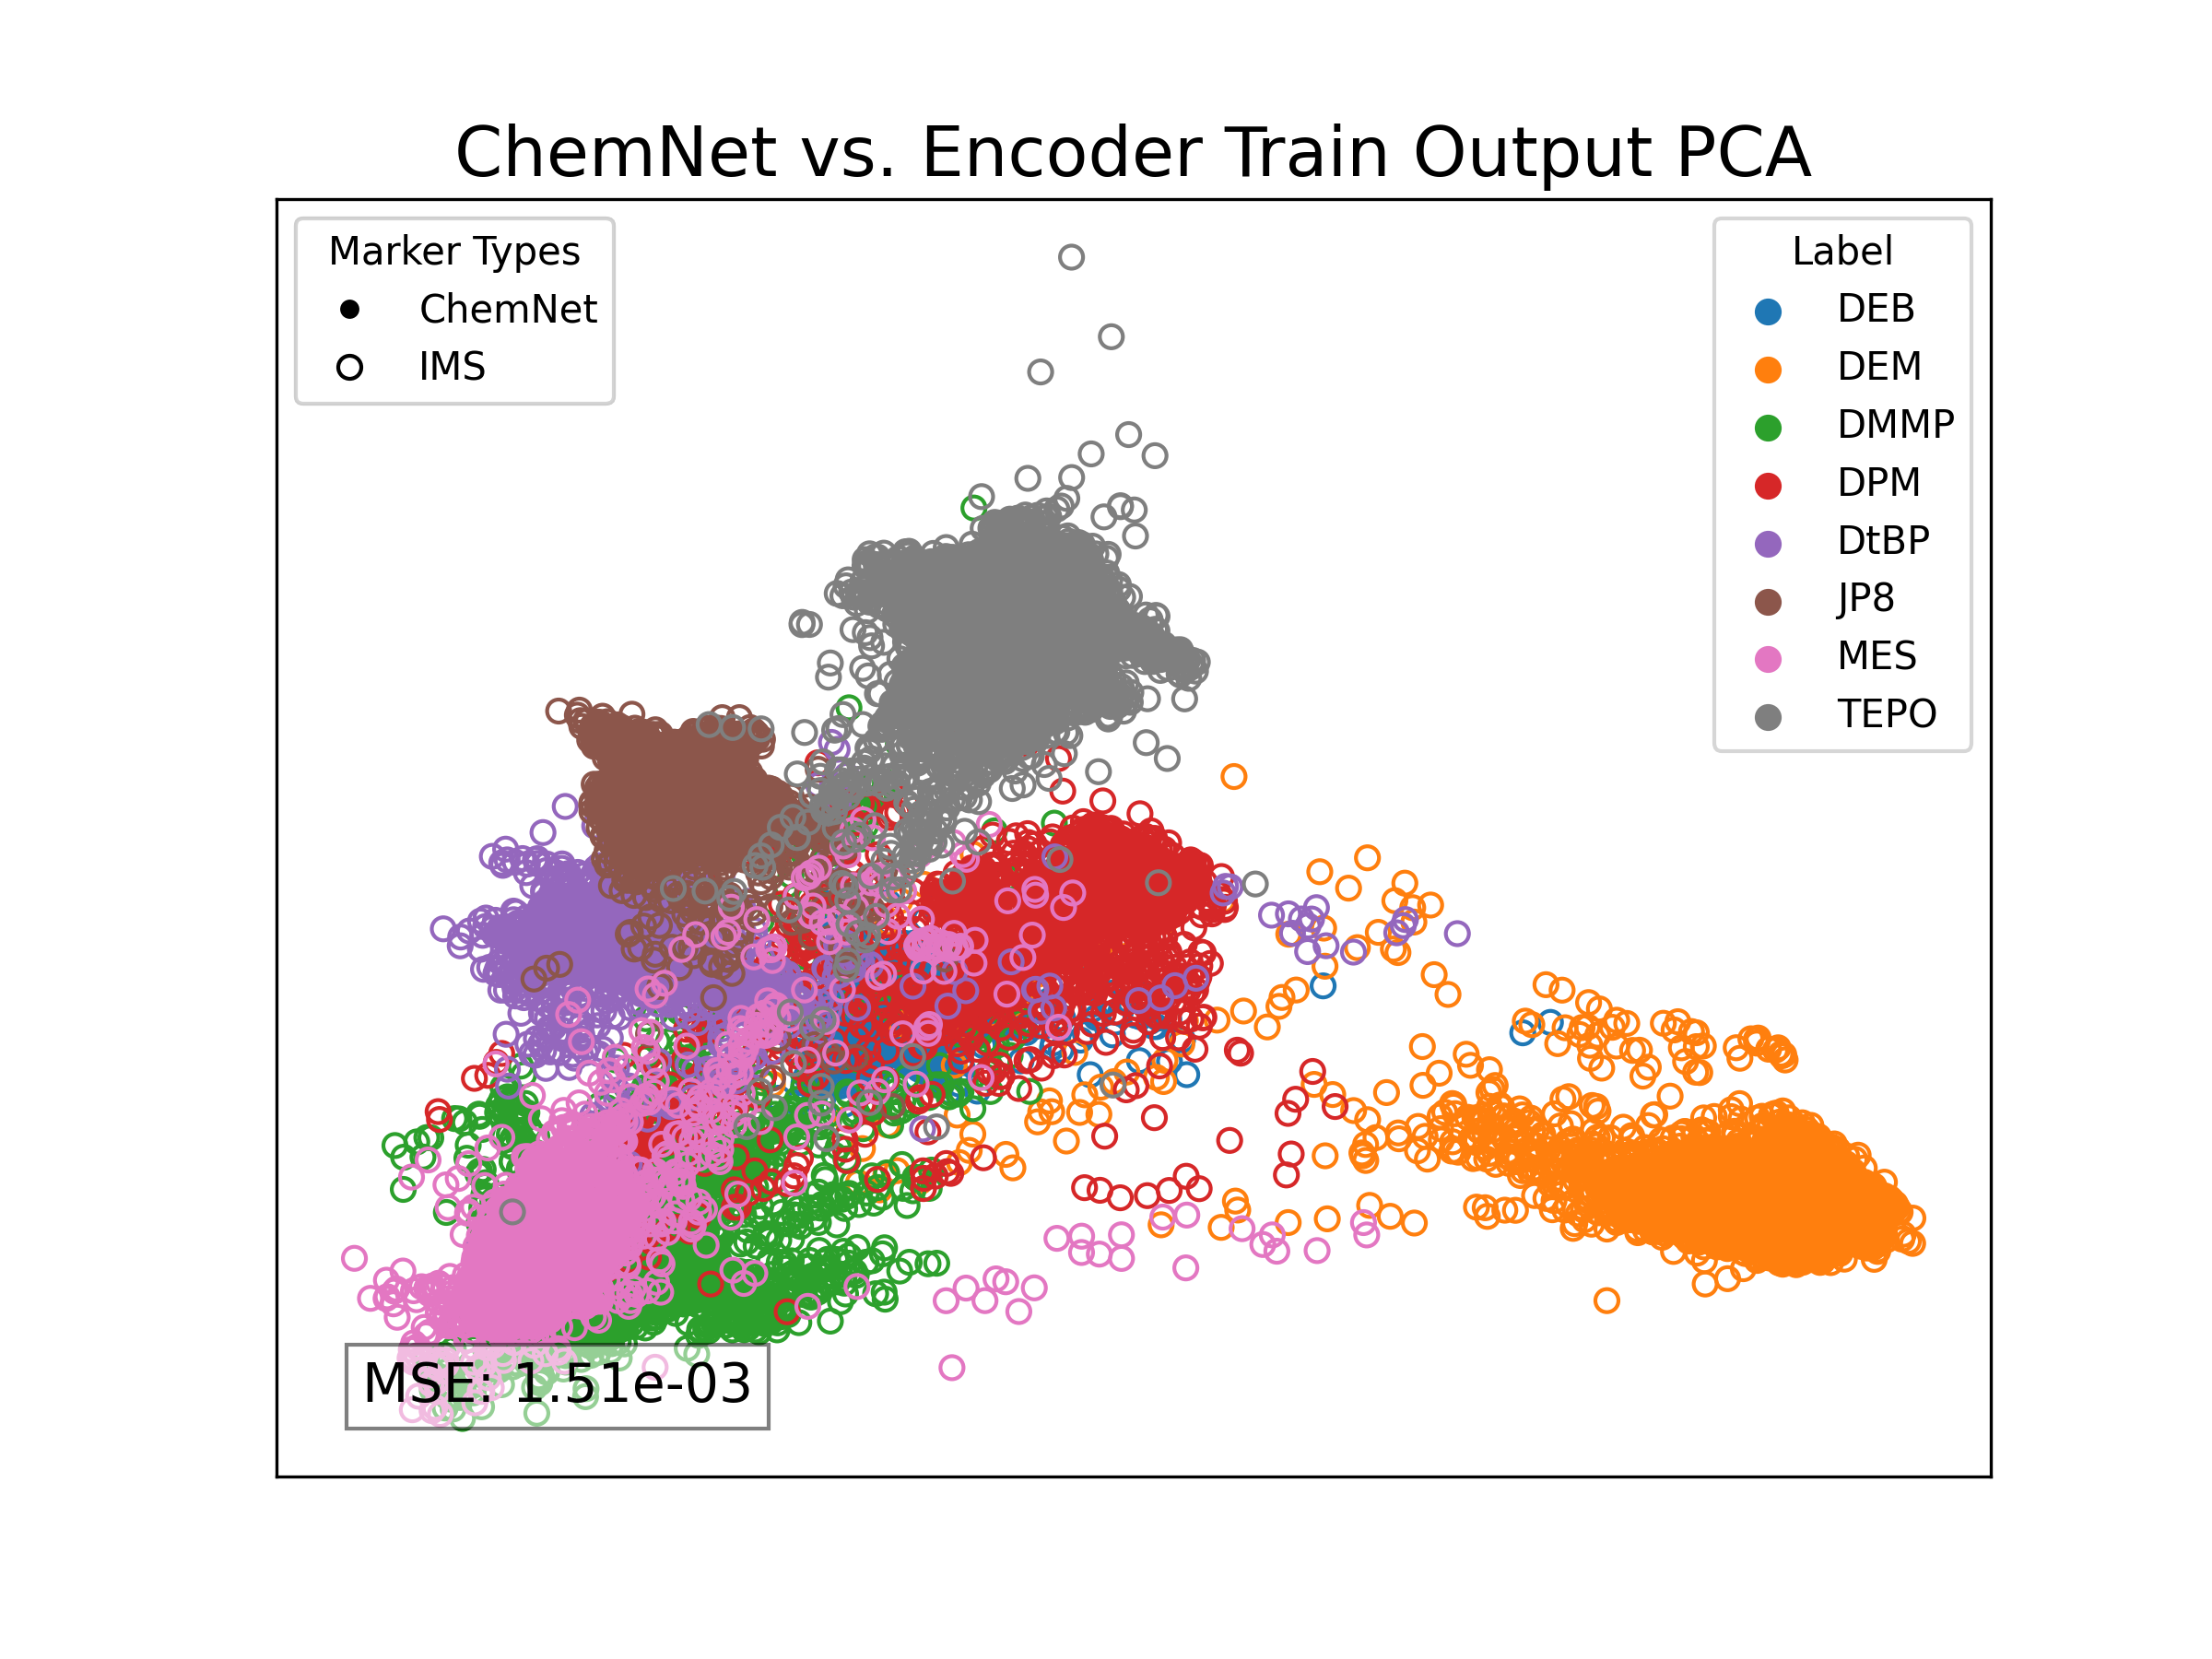 ChemNet vs. Encoder Train Output PCA
Marker Types
ChemNet
IMS
Label
DEB
DEM
DMMP
DPM
DtBP
JP8
MES
TEPO
MSE: 1.51e-03